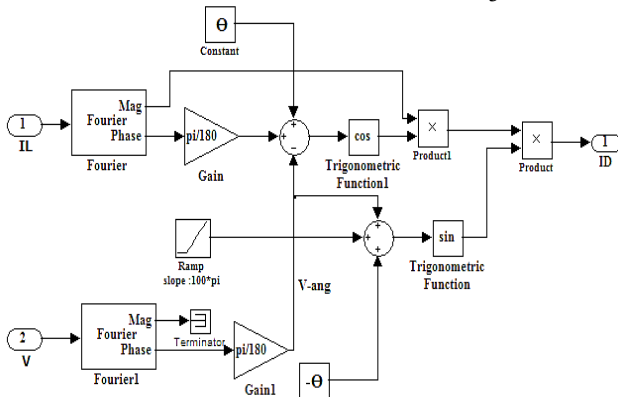 Θ
Constant
1
IL
Mag
Fourier
Phase
Fourier
pi/180
Gain
+
+
−
cos
Trigonometric
Function1
×
Product1
×
Product
1
ID
Ramp
slope :100*pi
+
+
+
sin
Trigonometric
Function
V-ang
2
V
Mag
Fourier
Phase
Fourier1
Terminator
pi/180
Gain1
-Θ